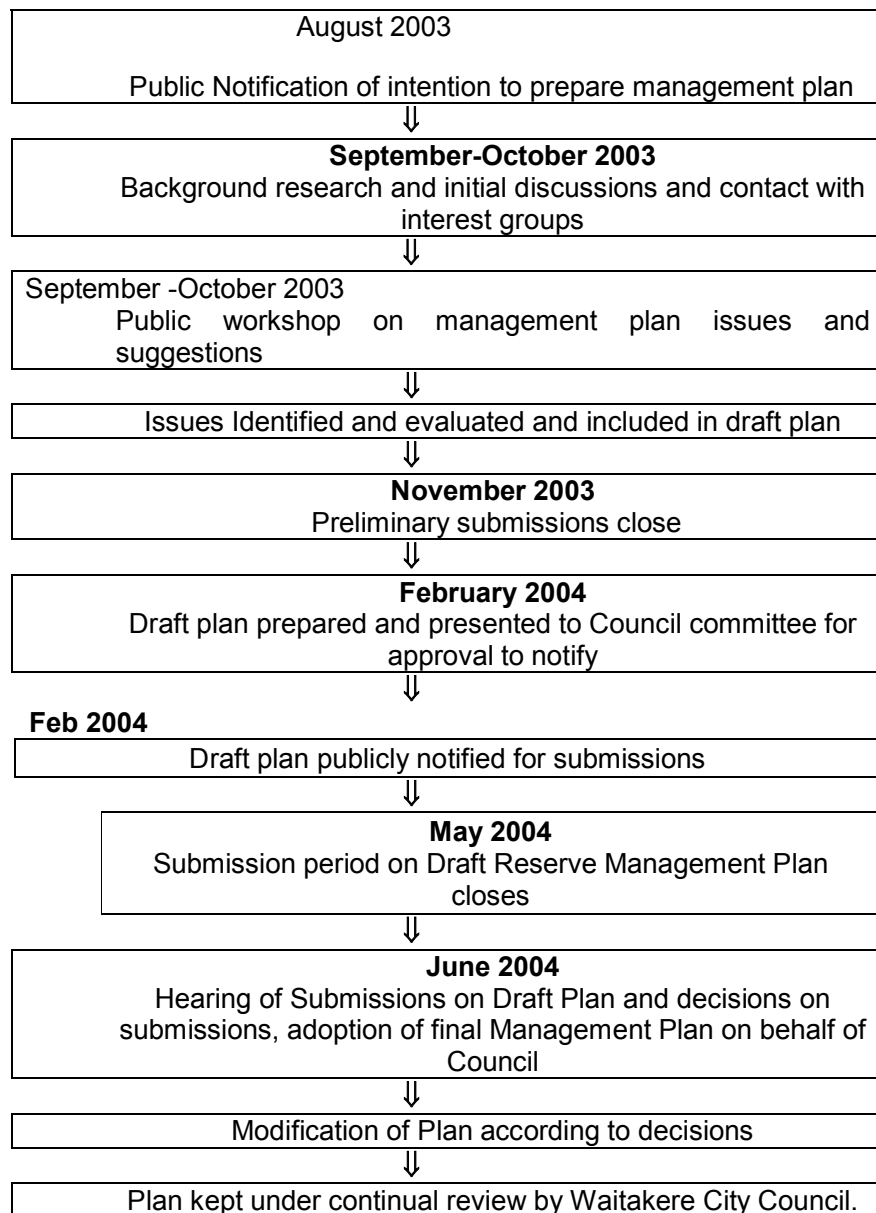 August 2003
Public Notification of intention to prepare management plan
⇓
September-October 2003
Background research and initial discussions and contact with
interest groups
⇓
September -October 2003
Public workshop on management plan issues and
suggestions
⇓
Issues Identified and evaluated and included in draft plan
⇓
November 2003
Preliminary submissions close
⇓
February 2004
Draft plan prepared and presented to Council committee for
approval to notify
⇓
Feb 2004
Draft plan publicly notified for submissions
⇓
May 2004
Submission period on Draft Reserve Management Plan
closes
⇓
June 2004
Hearing of Submissions on Draft Plan and decisions on
submissions, adoption of final Management Plan on behalf of
Council
⇓
Modification of Plan according to decisions
⇓
Plan kept under continual review by Waitakere City Council.